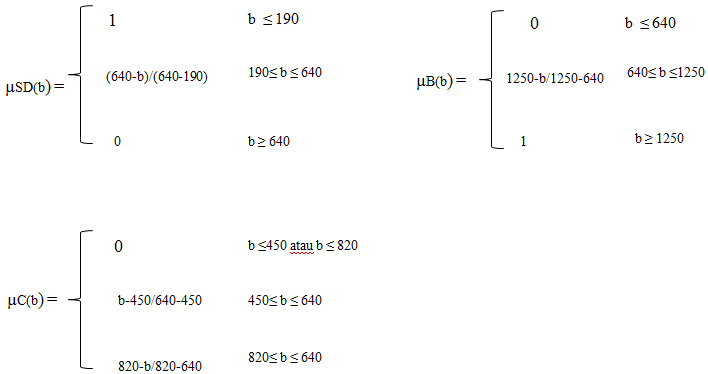 1 b ≤190
μSD(b) = (640-b)/(640-190) 190≤ b ≤ 640
0 b ≥ 640
0 b ≤640
μB(b) = 1250-b/1250-640 640≤ b ≤1250
1 b ≥ 1250
0 b ≤450 atau b ≤ 820
μC(b) = b-450/640-450 450≤ b ≤ 640
820-b/820-640 820≤ b ≤ 640